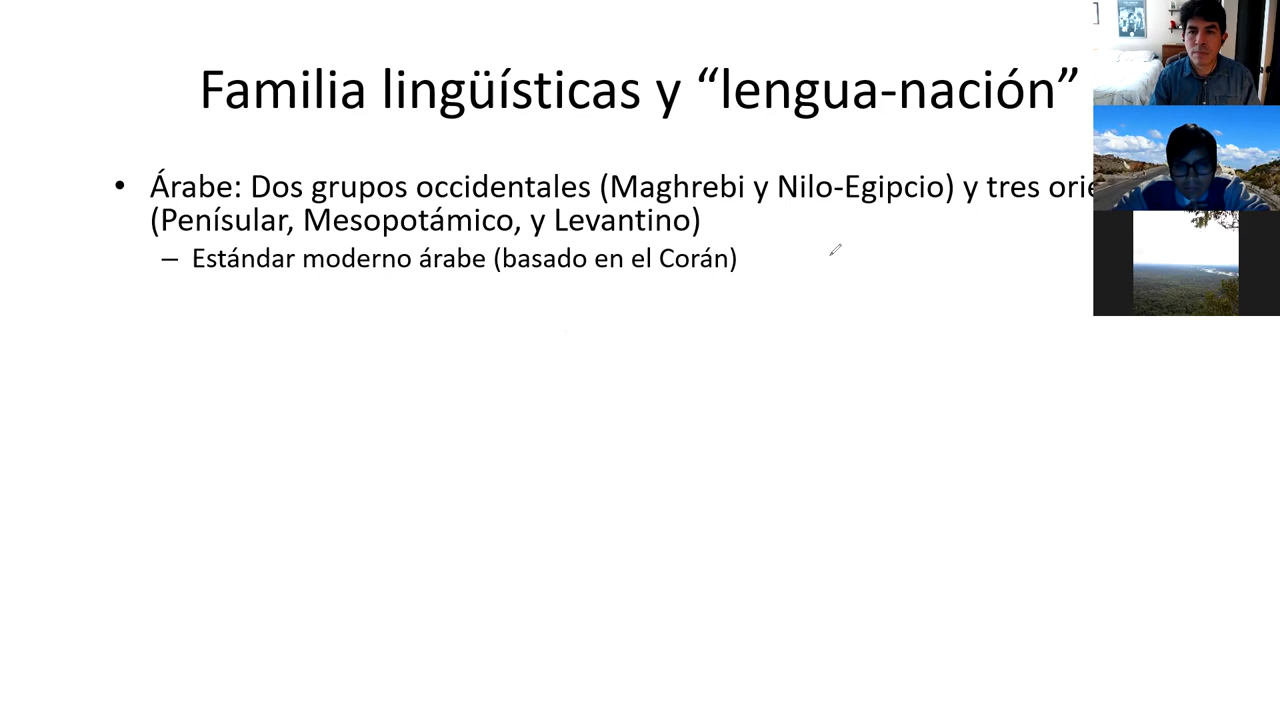 Familia lingüísticas y “lengua-nación”
• Árabe: Dos grupos occidentales (Maghrebi y Nilo-Egipcio) y tres
(Penísular, Mesopotámico, y Levantino)
– Estándar moderno árabe (basado en el Corán)